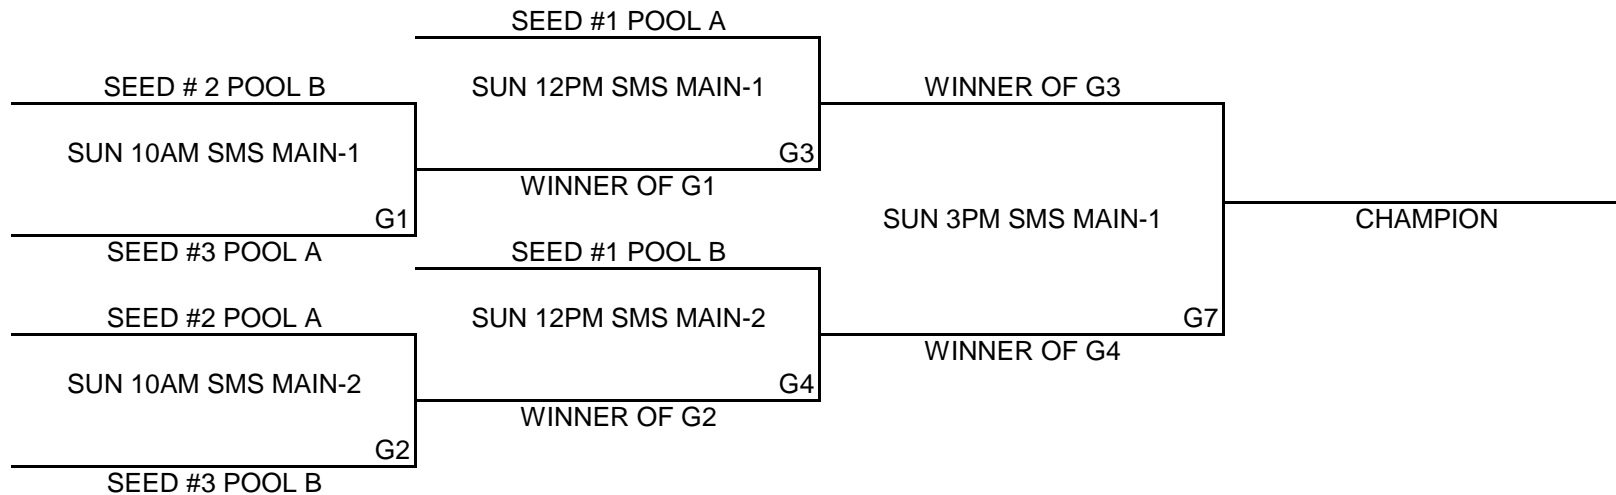 SEED #1 POOL A
SEED # 2 POOL B
SUN 12PM SMS MAIN-1
WINNER OF G3
SUN 10AM SMS MAIN-1
G3
WINNER OF G1
G1
SUN 3PM SMS MAIN-1
CHAMPION
SEED #3 POOL A
SEED #1 POOL B
SEED #2 POOL A
SUN 12PM SMS MAIN-2
G7
WINNER OF G4
SUN 10AM SMS MAIN-2
G4
WINNER OF G2
G2
SEED #3 POOL B